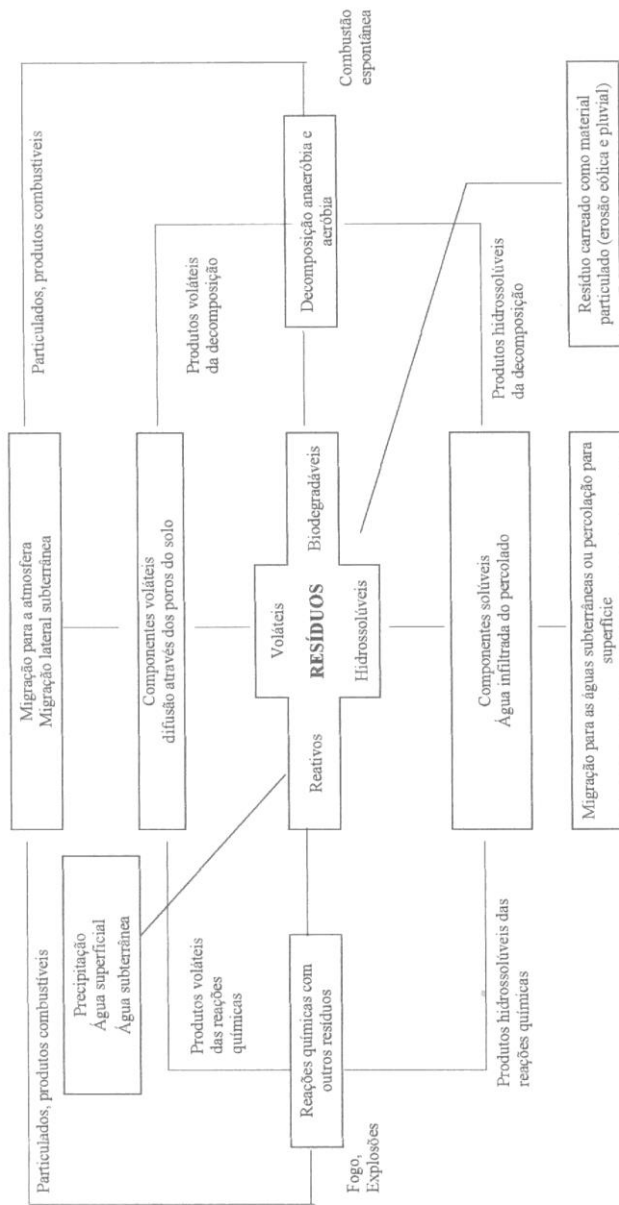 Particulados, produtos combustíveis
Migração para a atmosfera
Migração lateral subterrânea
Particulados, produtos combustíveis
Precipitação
Água superficial
Água subterrânea
Componentes voláteis
difusão através dos poros do solo
Produtos voláteis
das reações
químicas
Produtos voláteis
da decomposição
Fogo,
Explosões
Reações químicas com
outros resíduos
Reativos
Voláteis
RESÍDUOS
Hidrossolúveis
Biodegradáveis
Decomposição anaeróbia e
aeróbia
Combustão
espontânea
Produtos hidrossolúveis das
reações químicas
Componentes solúveis
Água infiltrada do percolado
Produtos hidrossolúveis
da decomposição
Migração para as águas subterrâneas ou percolação para
superfície
Resíduo carreado como material
particulado (erosão eólica e pluvial)